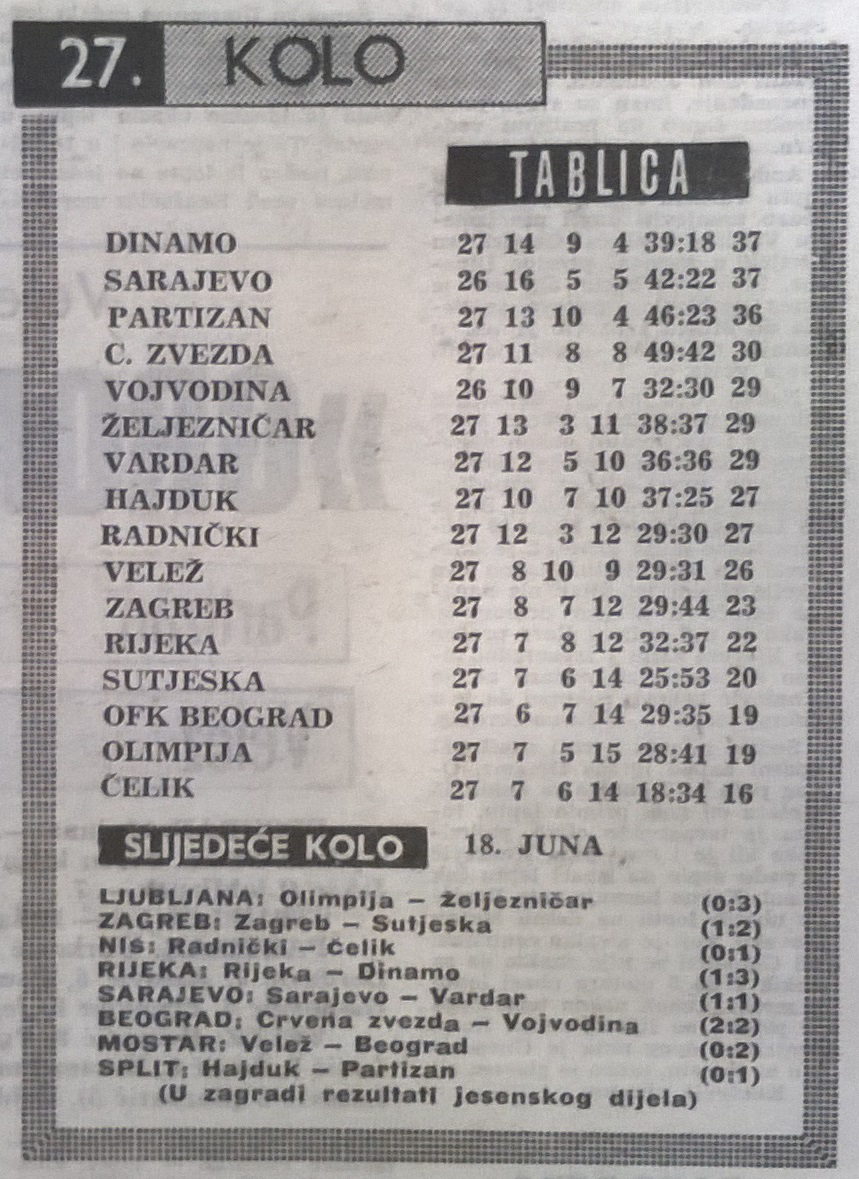 27. KOLO
TABLICA
DINAMO 27 14 9 4 39:18 37
SARAJEVO 26 16 5 5 42:22 37
PARTIZAN 27 13 10 4 46:23 36
C. ZVEZDA 27 11 8 8 49:42 30
VOJVODINA 26 10 9 7 32:30 29
ŽELJEZNIČAR 27 13 3 11 38:37 29
VARDAR 27 12 5 10 36:36 29
HAJDUK 27 10 7 10 37:25 27
RADNIČKI 27 12 3 12 29:30 27
VELEŽ 27 8 10 9 29:31 26
ZAGREB 27 8 7 12 29:44 23
RIJEKA 27 7 8 12 32:37 22
SUTJESKA 27 7 6 14 25:53 20
OFK BEOGRAD 27 6 7 14 29:35 19
OLIMPIJA 27 7 5 15 28:41 19
ČELIK 27 7 6 14 18:34 16
SLIJEDEĆE KOLO 18. JUNA
LJUBLJANA: Olimpija — Željezničar (0:3)
ZAGREB: Zagreb — Sutjeska (1:2)
NIŠ: Radnički — Čelik (0:1)
RIJEKA: Rijeka — Dinamo (1:3)
SARAJEVO: Sarajevo — Vardar (1:1)
BEOGRAD: Crvena zvezda — Vojvodina (2:2)
MOSTAR: Velež — Beograd (0:2)
SPLIT: Hajduk — Partizan (0:1)
(U zagradi rezultati jesenskog dijela)